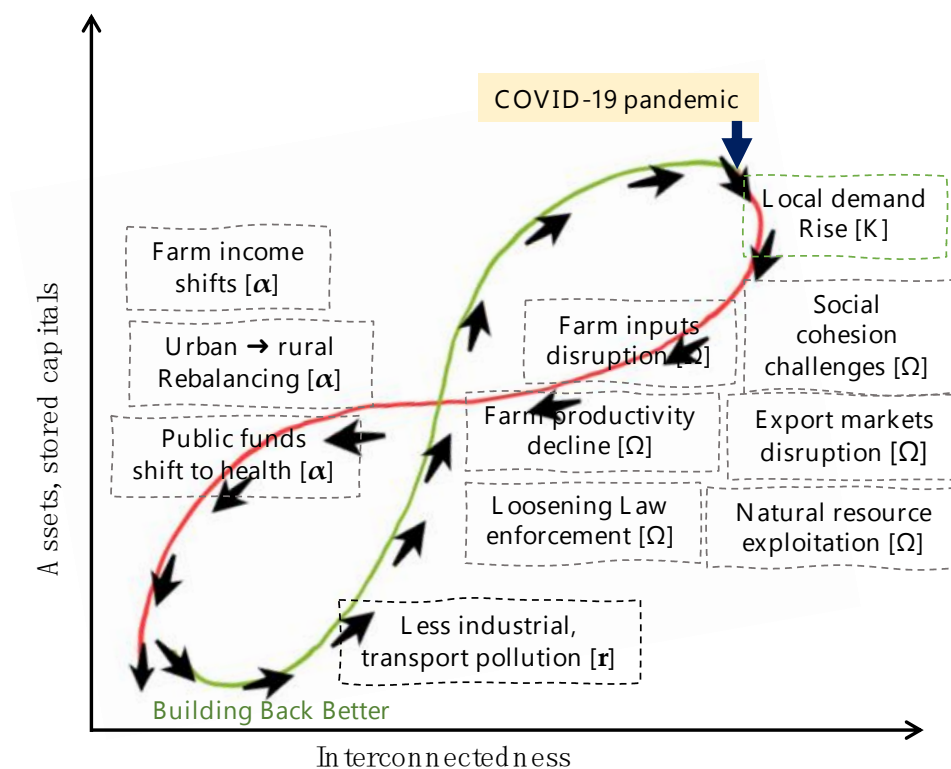 COVID-19 pandemic
Local demand
Rise [K]
Farm income
shifts [α]
Social
cohesion
challenges [Ω]
Farm inputs
disruption [Ω]
Urban → rural
Rebalancing [α]
Farm productivity
decline [Ω]
Export markets
disruption [Ω]
Public funds
shift to health [α]
Loosening Law
enforcement [Ω]
Natural resource
exploitation [Ω]
Less industrial,
transport pollution [r]
Building Back Better
Assets, stored capitals
Interconnectedness